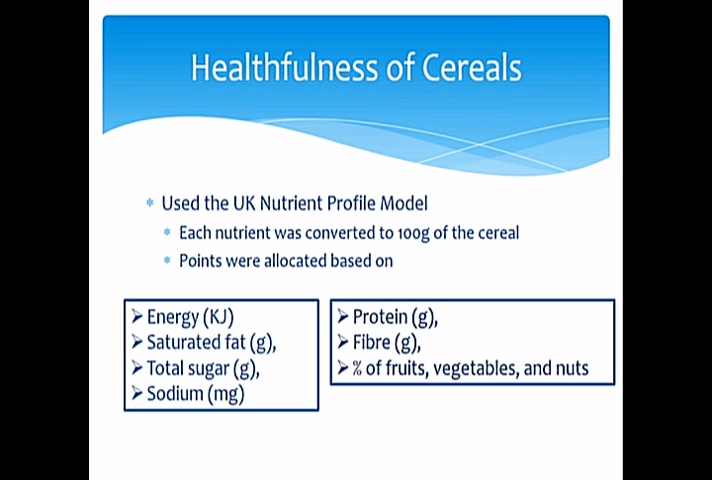 Healthfulness of Cereals
Used the UK Nutrient Profile Model
Each nutrient was converted to 100g of the cereal
Points were allocated based on
Energy (KJ)
Saturated fat (g),
Total sugar (g),
Sodium (mg)
Protein (g),
Fibre (g),
% of fruits, vegetables, and nuts